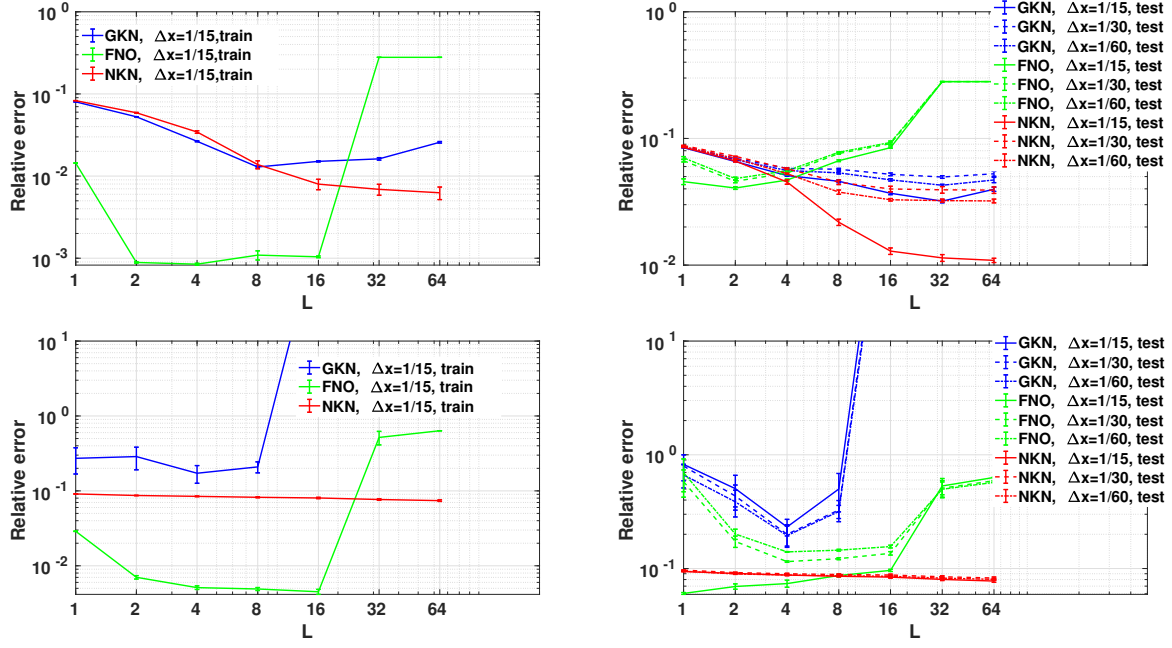 10^0
10^-1
10^-2
10^-3
Relative error
GKN, Δx=1/15,train
FNO, Δx=1/15,train
NKN, Δx=1/15,train
1 2 4 8 16 32 64
L
10^0
10^-1
10^-2
Relative error
GKN, Δx=1/15, test
GKN, Δx=1/30, test
GKN, Δx=1/60, test
FNO, Δx=1/15, test
FNO, Δx=1/30, test
FNO, Δx=1/60, test
NKN, Δx=1/15, test
NKN, Δx=1/30, test
NKN, Δx=1/60, test
1 2 4 8 16 32 64
L
10^1
10^0
10^-1
10^-2
Relative error
GKN, Δx=1/15, train
FNO, Δx=1/15, train
NKN, Δx=1/15, train
1 2 4 8 16 32 64
L
10^1
10^0
10^-1
Relative error
GKN, Δx=1/15, test
GKN, Δx=1/30, test
GKN, Δx=1/60, test
FNO, Δx=1/15, test
FNO, Δx=1/30, test
FNO, Δx=1/60, test
NKN, Δx=1/15, test
NKN, Δx=1/30, test
NKN, Δx=1/60, test
1 2 4 8 16 32 64
L